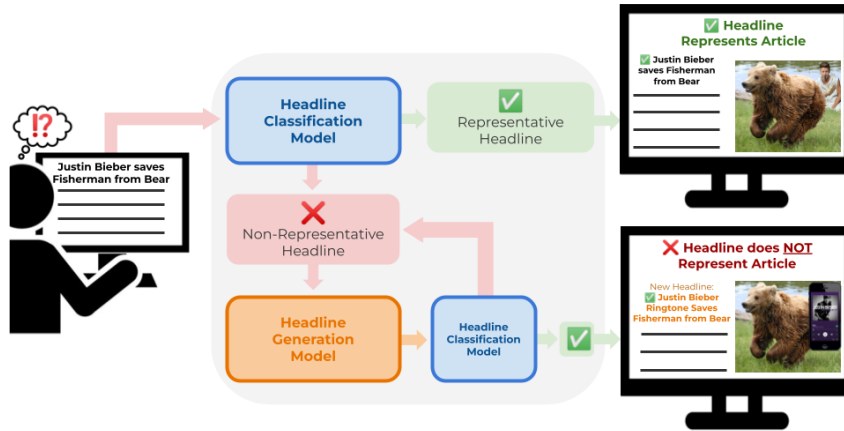 ⁉
Justin Bieber saves
Fisherman from Bear
Headline
Classification
Model
✅
Representative
Headline
❌
Non-Representative
Headline
Headline
Generation
Model
Headline
Classification
Model
✅
✅ Headline
Represents Article
✅ Justin Bieber
saves Fisherman
from Bear
❌ Headline does NOT
Represent Article
New Headline:
✅ Justin Bieber
Ringtone Saves
Fisherman from Bear